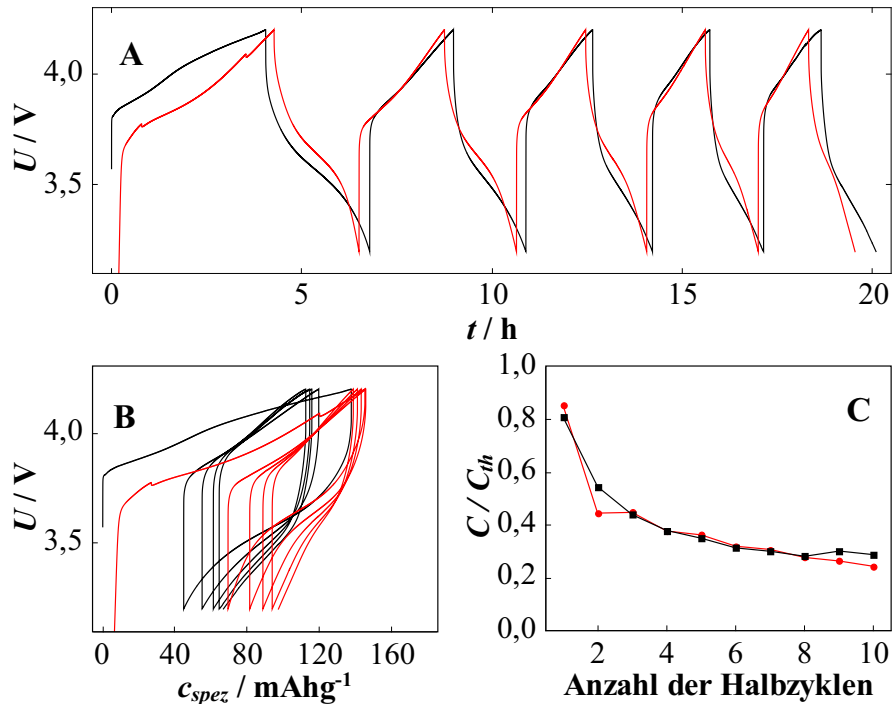 A
U / V
4,0
3,5
0 5 10 15 20
t / h
B
U / V
4,0
3,5
0 40 80 120 160
c_spez / mAhg⁻¹
C
C / C_th
1,0
0,8
0,6
0,4
0,2
0,0
2 4 6 8 10
Anzahl der Halbzyklen